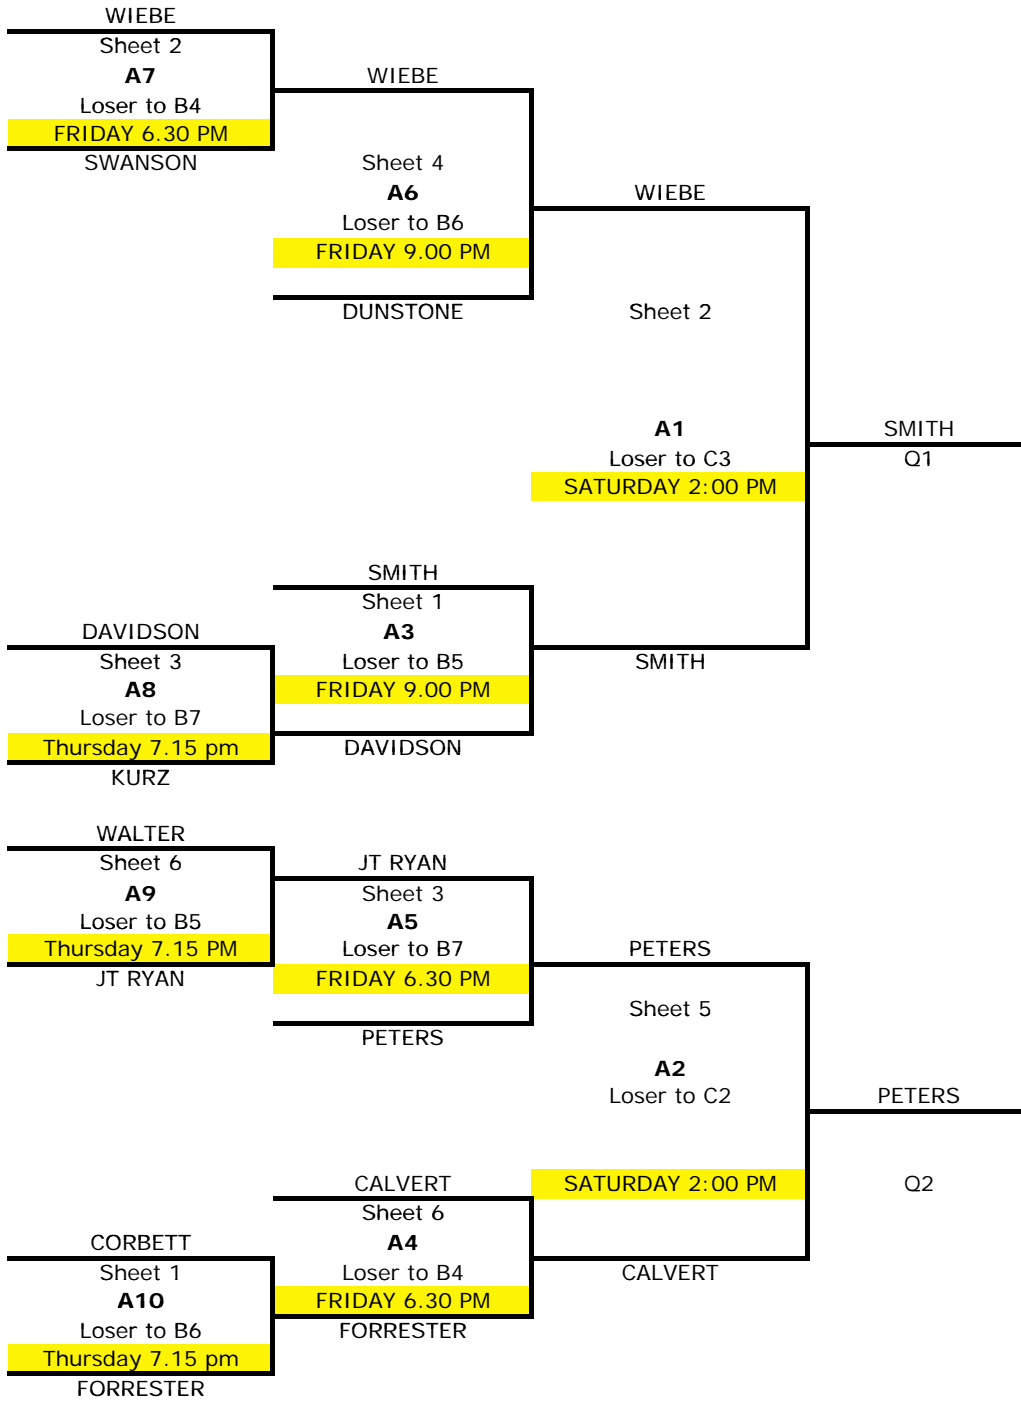 WIEBE
Sheet 2
A7
Loser to B4
FRIDAY 6.30 PM
SWANSON
WIEBE
Sheet 4
A6
Loser to B6
FRIDAY 9.00 PM
DUNSTONE
WIEBE
Sheet 2
A1
Loser to C3
SATURDAY 2:00 PM
SMITH
Q1
SMITH
Sheet 1
A3
Loser to B5
FRIDAY 9.00 PM
DAVIDSON
SMITH
DAVIDSON
Sheet 3
A8
Loser to B7
Thursday 7.15 pm
KURZ
WALTER
Sheet 6
A9
Loser to B5
Thursday 7.15 PM
JT RYAN
JT RYAN
Sheet 3
A5
Loser to B7
FRIDAY 6.30 PM
PETERS
PETERS
Sheet 5
A2
Loser to C2
SATURDAY 2:00 PM
PETERS
Q2
CALVERT
Sheet 6
A4
Loser to B4
FRIDAY 6.30 PM
FORRESTER
CALVERT
CORBETT
Sheet 1
A10
Loser to B6
Thursday 7.15 pm
FORRESTER